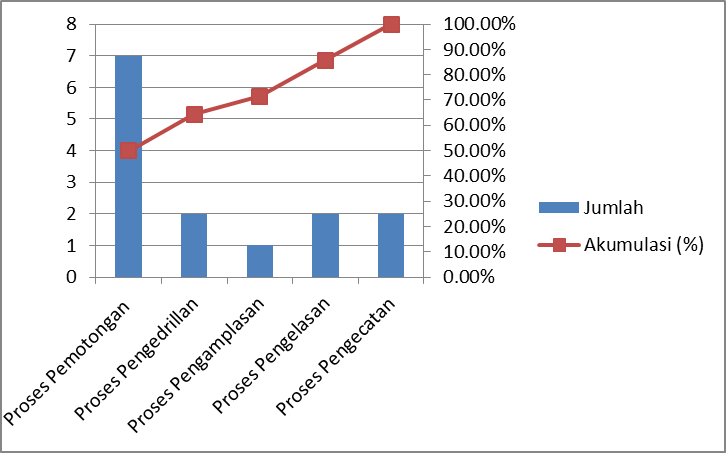 8
7
6
5
4
3
2
1
0
100.00%
90.00%
80.00%
70.00%
60.00%
50.00%
40.00%
30.00%
20.00%
10.00%
0.00%
Proses Pemotongan
Proses Pengedrillan
Proses Pengamplasan
Proses Pengelasan
Proses Pengecatan
Jumlah
Akumulasi (%)